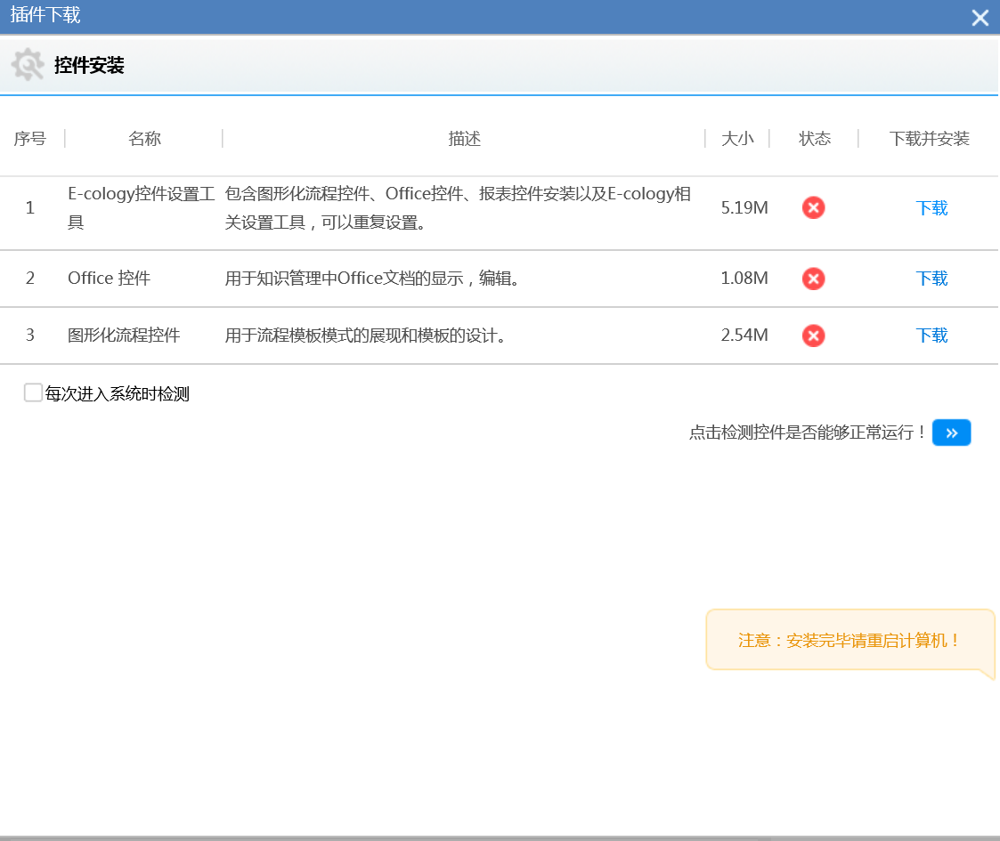 插件下载
控件安装
序号 名称 描述 大小 状态 下载并安装
1 E-cology控件设置工具 包含图形化流程控件、Office控件、报表控件安装以及E-cology相关设置工具，可以重复设置。 5.19M 下载
2 Office 控件 用于知识管理中Office文档的显示，编辑。 1.08M 下载
3 图形化流程控件 用于流程模板模式的展现和模板的设计。 2.54M 下载
每次进入系统时检测
点击检测控件是否能够正常运行！ »
注意：安装完毕请重启计算机！